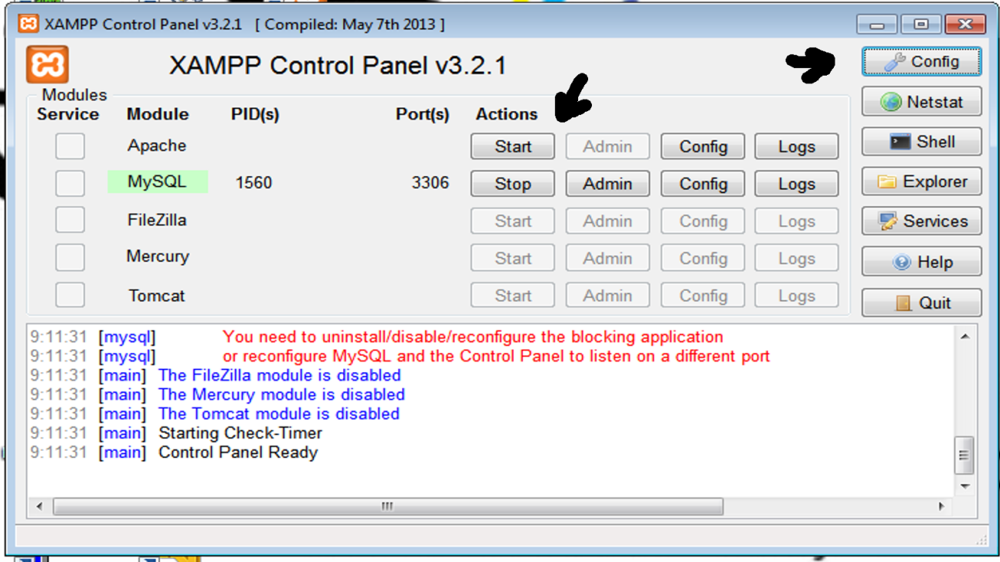 XAMPP Control Panel v3.2.1 [ Compiled: May 7th 2013 ]
XAMPP Control Panel v3.2.1
Config
Modules
Service Module PID(s) Port(s) Actions
Netstat
Apache Start Admin Config Logs
Shell
MySQL 1560 3306 Stop Admin Config Logs
Explorer
FileZilla Start Admin Config Logs
Services
Mercury Start Admin Config Logs
Help
Tomcat Start Admin Config Logs
Quit
9:11:31 [mysql] You need to uninstall/disable/reconfigure the blocking application
9:11:31 [mysql] or reconfigure MySQL and the Control Panel to listen on a different port
9:11:31 [main] The FileZilla module is disabled
9:11:31 [main] The Mercury module is disabled
9:11:31 [main] The Tomcat module is disabled
9:11:31 [main] Starting Check-Timer
9:11:31 [main] Control Panel Ready